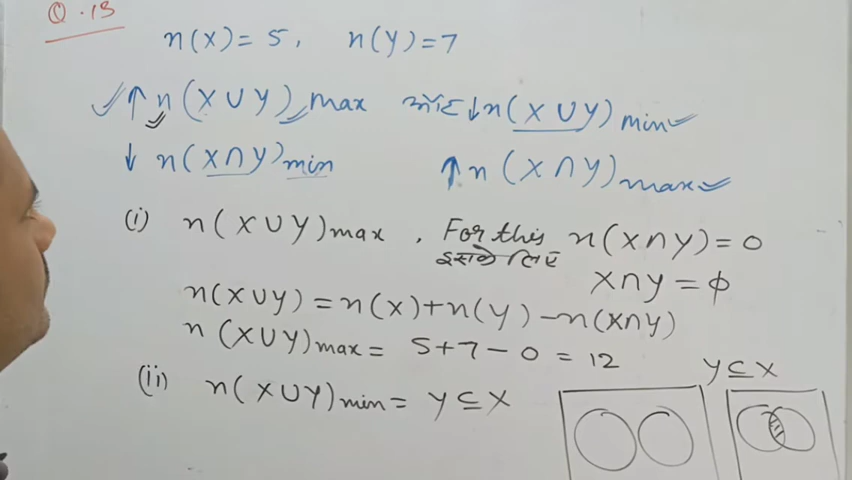 Q.13
n(X)= 5, n(Y)=7
↑n(X∪Y) max और ↓n(X∪Y) min
↓ n(X∩Y) min ↑n(X∩Y) max
(i) n(X∪Y) max, For this n(X∩Y)=0
इसके लिए X∩Y=φ
n(X∪Y)=n(X)+n(Y)-n(X∩Y)
n(X∪Y) max = 5+7-0 = 12
Y⊆X
(ii) n(X∪Y) min = Y⊆X